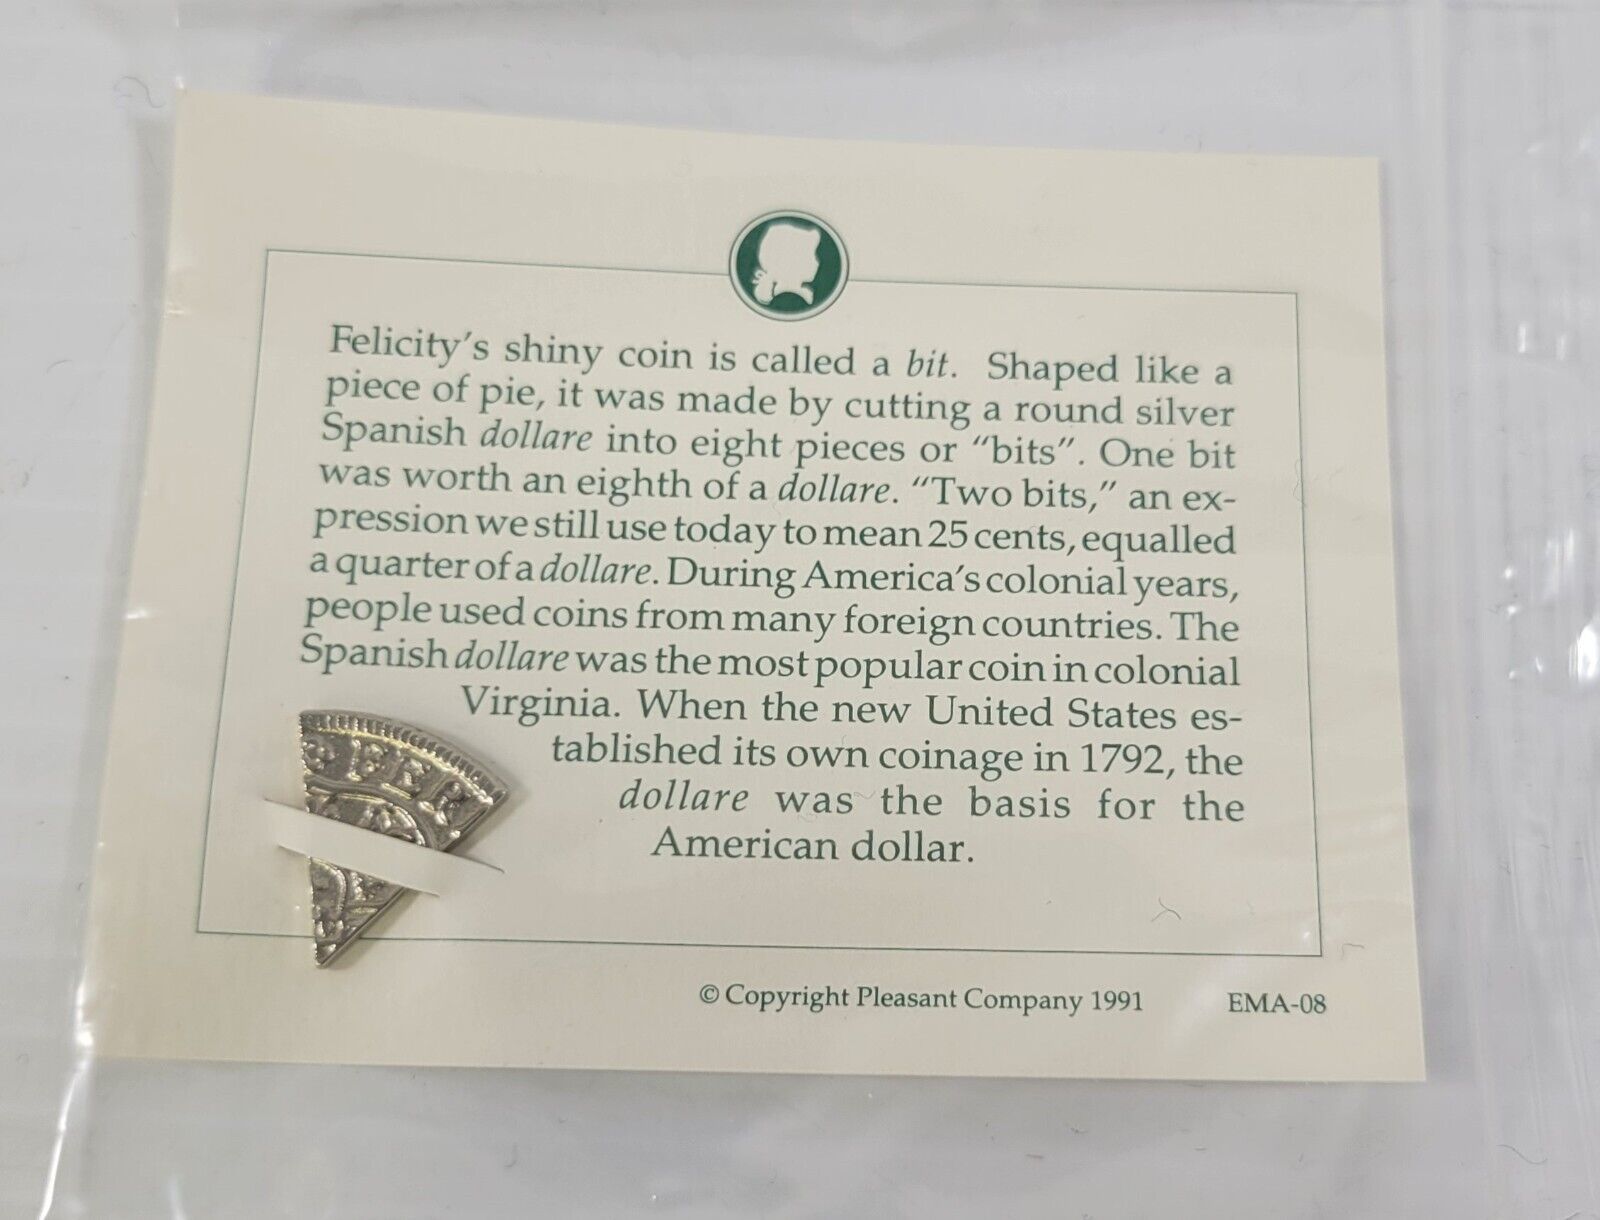 Felicity's shiny coin is called a bit. Shaped like a
piece of pie, it was made by cutting a round silver
Spanish dollare into eight pieces or "bits". One bit
was worth an eighth of a dollare. "Two bits," an ex-
pression we still use today to mean 25 cents, equalled
a quarter of a dollare. During America's colonial years,
people used coins from many foreign countries. The
Spanish dollare was the most popular coin in colonial
Virginia. When the new United States es-
tablished its own coinage in 1792, the
dollare was the basis for the
American dollar.
© Copyright Pleasant Company 1991 EMA-08